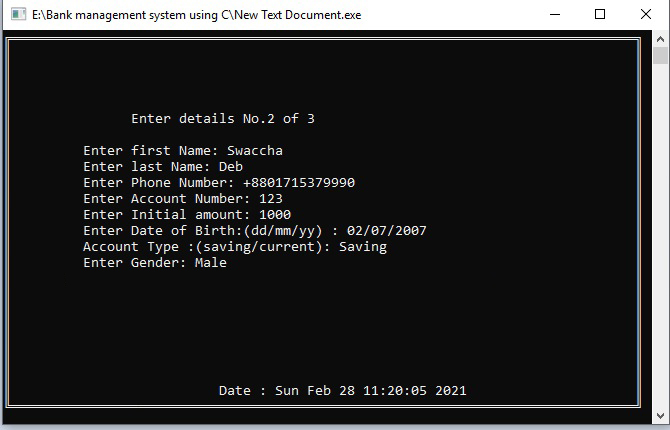 E:\Bank management system using C\New Text Document.exe
Enter details No.2 of 3
Enter first Name: Swaccha
Enter last Name: Deb
Enter Phone Number: +8801715379990
Enter Account Number: 123
Enter Initial amount: 1000
Enter Date of Birth:(dd/mm/yy) : 02/07/2007
Account Type :(saving/current): Saving
Enter Gender: Male
Date : Sun Feb 28 11:20:05 2021